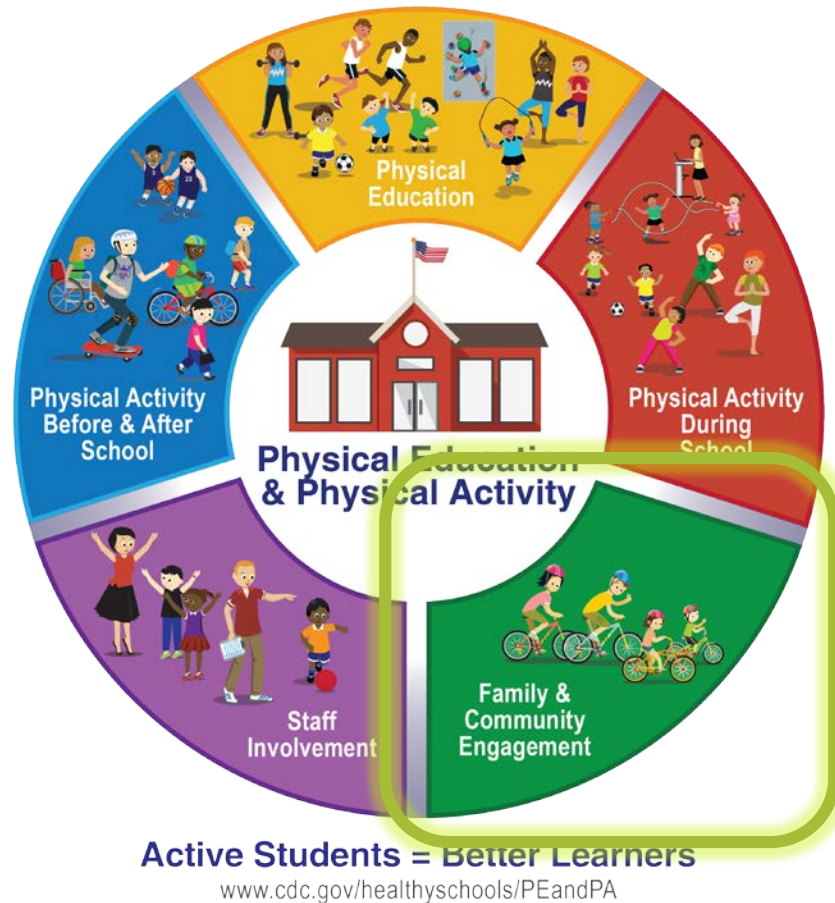 Physical
Education
Physical Activity
Before & After
School
Physical Activity
During
School
Physical Education
& Physical Activity
Staff
Involvement
Family &
Community
Engagement
Active Students = Better Learners
www.cdc.gov/healthyschools/PEandPA